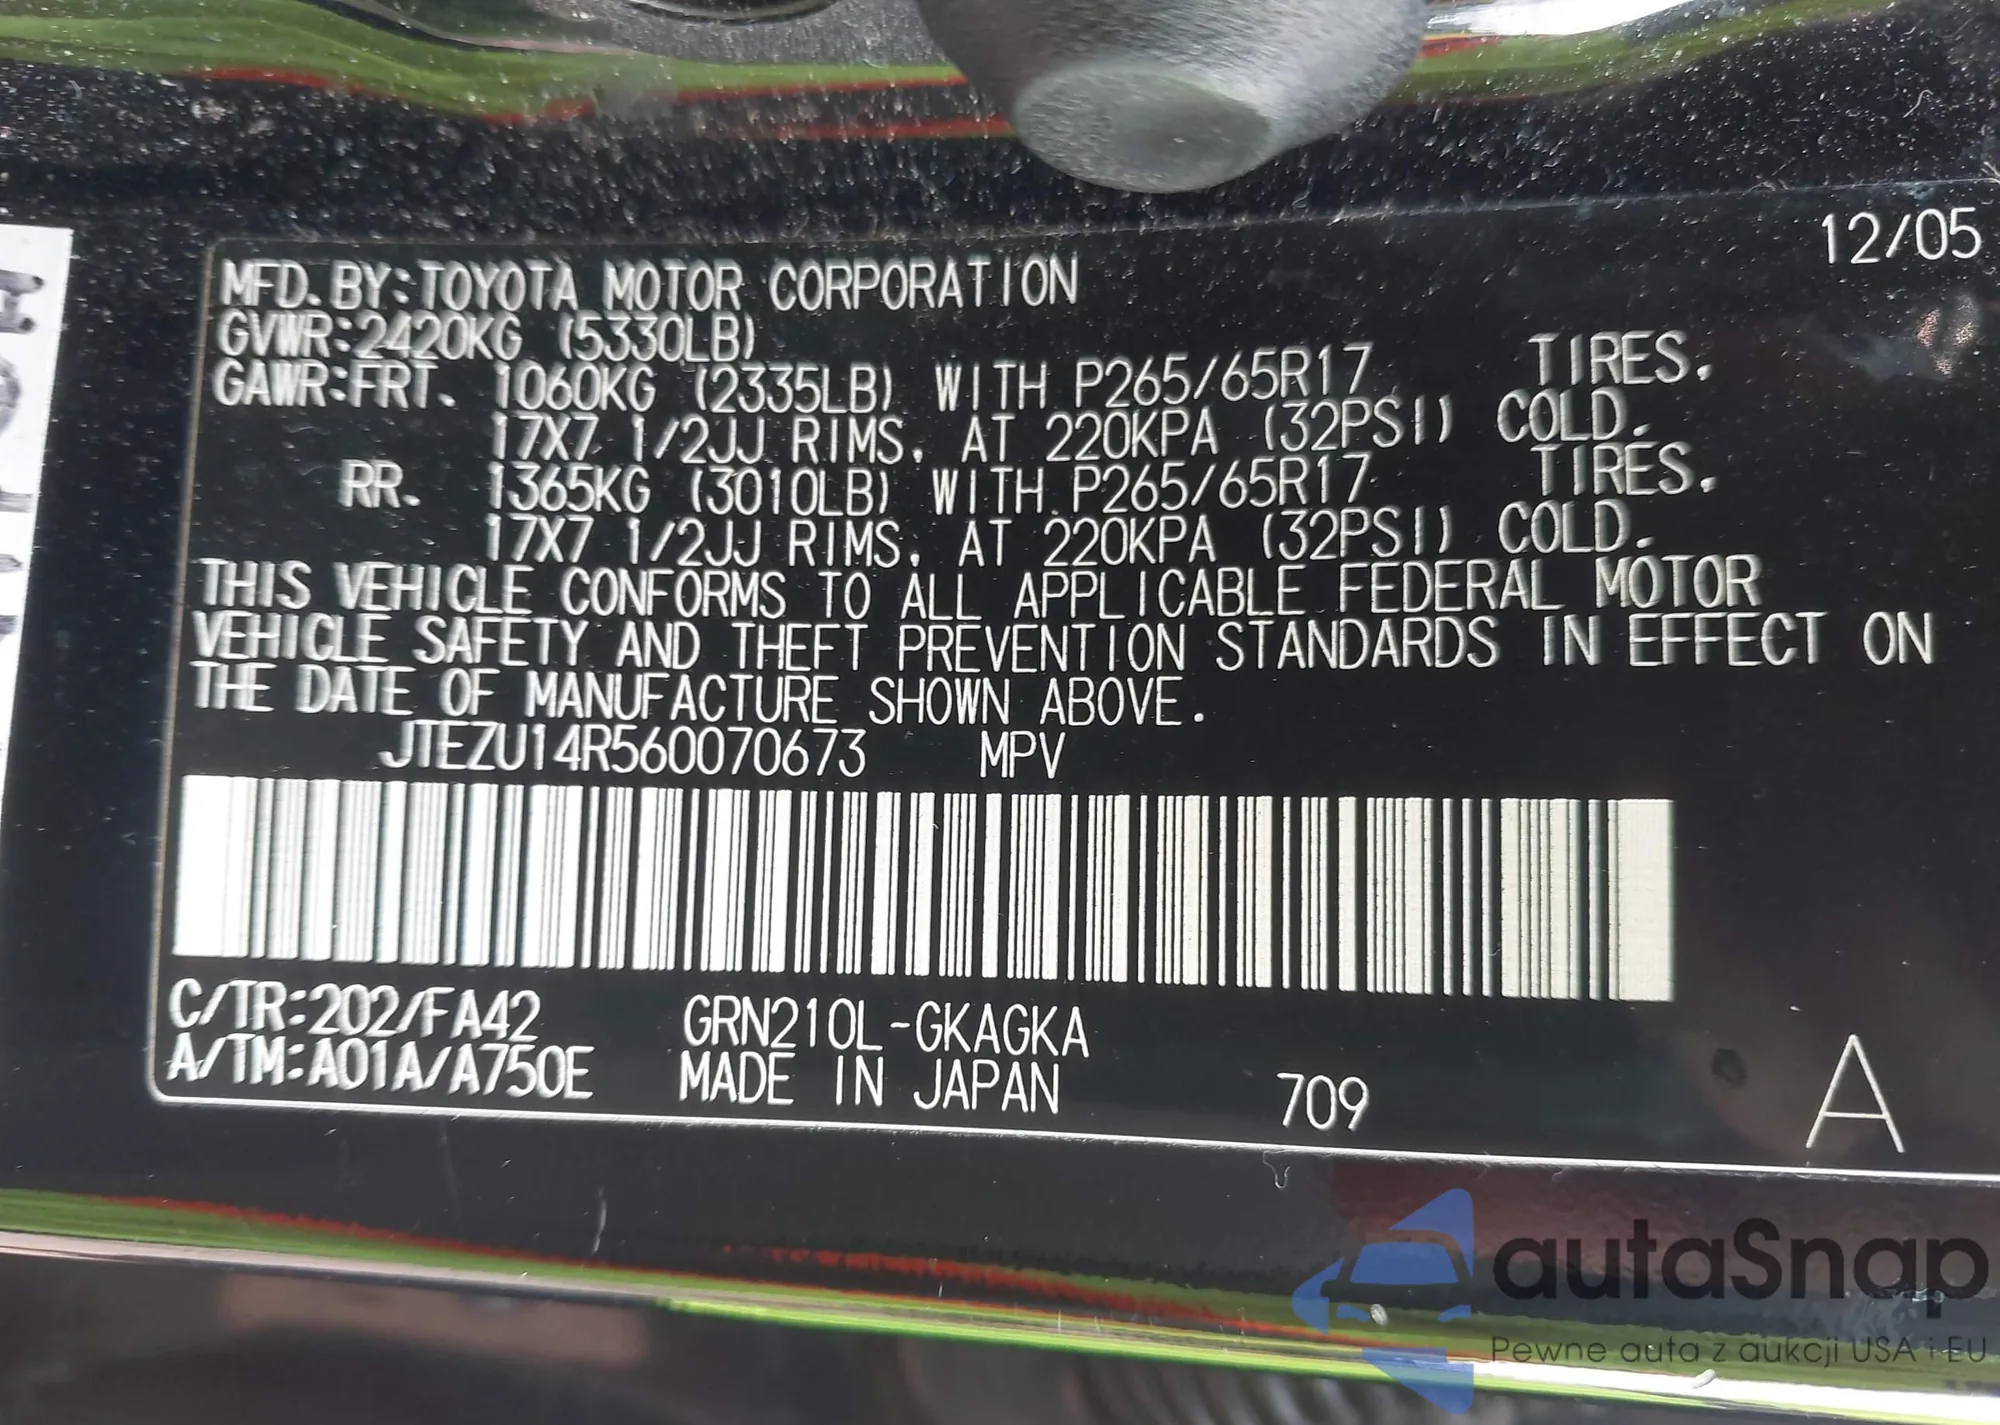 12/05
MFD.BY:TOYOTA MOTOR CORPORATION
GVWR:2420KG (5330LB)
GAWR:FRT. 1060KG (2335LB) WITH P265/65R17 TIRES.
17X7 1/2JJ RIMS, AT 220KPA (32PSI) COLD.
RR. 1365KG (3010LB) WITH P265/65R17 TIRES.
17X7 1/2JJ RIMS, AT 220KPA (32PSI) COLD.
THIS VEHICLE CONFORMS TO ALL APPLICABLE FEDERAL MOTOR
VEHICLE SAFETY AND THEFT PREVENTION STANDARDS IN EFFECT ON
THE DATE OF MANUFACTURE SHOWN ABOVE.
JTEZU14R560070673 MPV
C/TR:202/FA42 GRN210L-GKAGKA
A/TM:A01A/A750E MADE IN JAPAN 709 A
autaSnap
Pewne auta z aukcji USA i EU